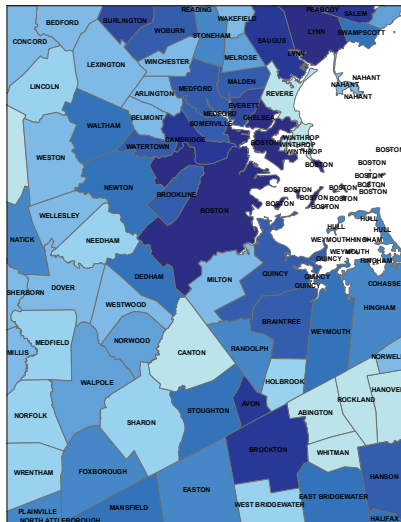 READING
PEABODY
SALEM
BEDFORD
BURLINGTON
WAKEFIELD
LYNN
SWAMPSCOTT
WOBURN
STONEHAM
CONCORD
SAUGUS
LYNN
MELROSE
LEXINGTON
WINCHESTER
NAHANT
NAHANT
NAHANT
LINCOLN
ARLINGTON
MEDFORD
MALDEN
REVERE
EVERETT
MEDFORD
CHELSEA
BELMONT
SOMERVILLE
WALTHAM
WINTHROP
WINTHROP
WINTHROP
CAMBRIDGE
BOSTON
WATERTOWN
BOSTON
WESTON
BOSTON
BOSTON
BOSTON
BOSTON
NEWTON
BROOKLINE
BOSTON
BOSTON
BOSTON
BOSTON
BOSTON
BOSTON
BOSTON
WELLESLEY
HULL
HULL
HULL
NATICK
NEEDHAM
WEYMOUTH
HINGHAM
WEYMOUTH
QUINCY
HINGHAM
DEDHAM
MILTON
QUINCY
QUINCY
QUINCY
COHASSET
SHERBORN
DOVER
WESTWOOD
HINGHAM
BRAINTREE
WEYMOUTH
MEDFIELD
NORWOOD
RANDOLPH
CANTON
MILLIS
NORWELL
WALPOLE
HOLBROOK
HANOVER
ROCKLAND
AVON
NORFOLK
STOUGHTON
ABINGTON
SHARON
BROCKTON
WHITMAN
WRENTHAM
FOXBOROUGH
HANSON
EASTON
EAST BRIDGEWATER
WEST BRIDGEWATER
MANSFIELD
PLAINVILLE
NORTH ATTLEBOROUGH
HALIFAX